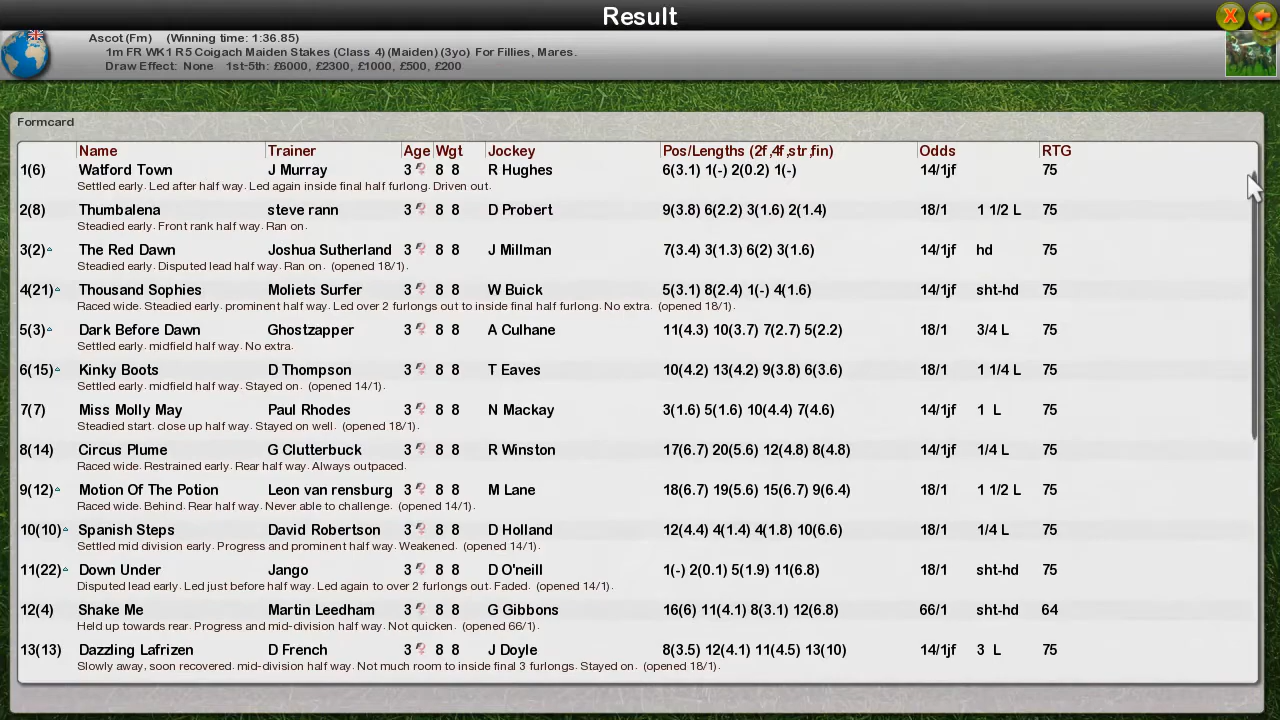 Result
X
Ascot (Fm) (Winning time: 1:36.85)
1m FR WK1 R5 Coigach Maiden Stakes (Class 4) (Maiden) (3yo) For Fillies, Mares.
Draw Effect: None 1st-5th: £6000, £2300, £1000, £500, £200
Formcard
Name Trainer Age Wgt Jockey Pos/Lengths (2f,4f,str,fin) Odds RTG
1(6) Watford Town J Murray 3 8 8 R Hughes 6(3.1) 1(-) 2(0.2) 1(-) 14/1jf 75
Settled early. Led after half way. Led again inside final half furlong. Driven out.
2(8) Thumbalena steve rann 3 8 8 D Probert 9(3.8) 6(2.2) 3(1.6) 2(1.4) 18/1 1 1/2 L 75
Steadied early. Front rank half way. Ran on.
3(2) The Red Dawn Joshua Sutherland 3 8 8 J Millman 7(3.4) 3(1.3) 6(2) 3(1.6) 14/1jf hd 75
Steadied early. Disputed lead half way. Ran on. (opened 18/1).
4(21) Thousand Sophies Moliets Surfer 3 8 8 W Buick 5(3.1) 8(2.4) 1(-) 4(1.6) 14/1jf sht-hd 75
Raced wide. Steadied early. prominent half way. Led over 2 furlongs out to inside final half furlong. No extra. (opened 18/1).
5(3) Dark Before Dawn Ghostzapper 3 8 8 A Culhane 11(4.3) 10(3.7) 7(2.7) 5(2.2) 18/1 3/4 L 75
Settled early. midfield half way. No extra.
6(15) Kinky Boots D Thompson 3 8 8 T Eaves 10(4.2) 13(4.2) 9(3.8) 6(3.6) 18/1 1 1/4 L 75
Settled early. midfield half way. Stayed on. (opened 14/1).
7(7) Miss Molly May Paul Rhodes 3 8 8 N Mackay 3(1.6) 5(1.6) 10(4.4) 7(4.6) 14/1jf 1 L 75
Steadied start. close up half way. Stayed on well. (opened 18/1).
8(14) Circus Plume G Clutterbuck 3 8 8 R Winston 17(6.7) 20(5.6) 12(4.8) 8(4.8) 14/1jf 1/4 L 75
Raced wide. Restrained early. Rear half way. Always outpaced.
9(12) Motion Of The Potion Leon van rensburg 3 8 8 M Lane 18(6.7) 19(5.6) 15(6.7) 9(6.4) 18/1 1 1/2 L 75
Raced wide. Behind. Rear half way. Never able to challenge. (opened 14/1).
10(10) Spanish Steps David Robertson 3 8 8 D Holland 12(4.4) 4(1.4) 4(1.8) 10(6.6) 18/1 1/4 L 75
Settled mid division early. Progress and prominent half way. Weakened. (opened 14/1).
11(22) Down Under Jango 3 8 8 D O'neill 1(-) 2(0.1) 5(1.9) 11(6.8) 18/1 sht-hd 75
Disputed lead early. Led just before half way. Led again to over 2 furlongs out. Faded. (opened 14/1).
12(4) Shake Me Martin Leedham 3 8 8 G Gibbons 16(6) 11(4.1) 8(3.1) 12(6.8) 66/1 sht-hd 64
Held up towards rear. Progress and mid-division half way. Not quicken. (opened 66/1).
13(13) Dazzling Lafrizen D French 3 8 8 J Doyle 8(3.5) 12(4.1) 11(4.5) 13(10) 14/1jf 3 L 75
Slowly away, soon recovered. mid-division half way. Not much room to inside final 3 furlongs. Stayed on. (opened 18/1).